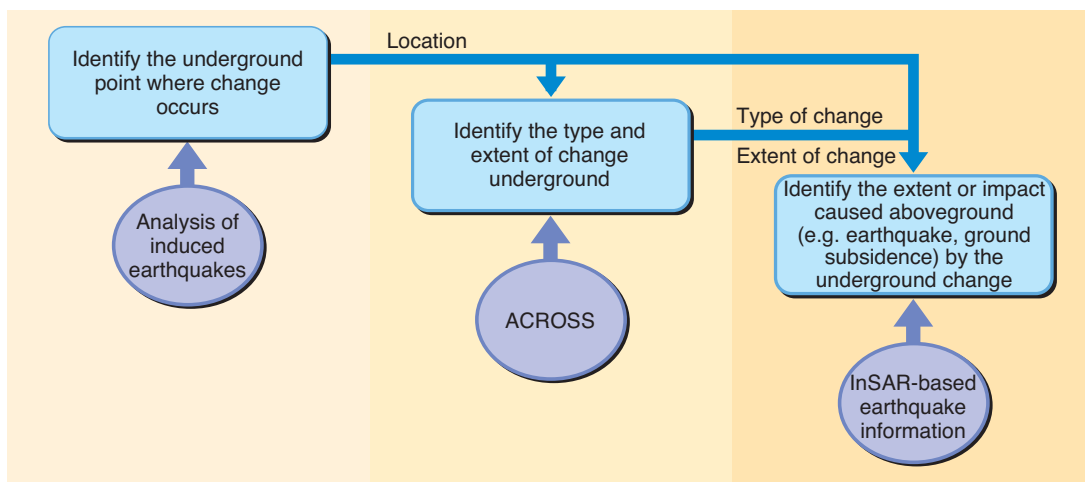 Identify the underground
point where change
occurs
Location
Identify the type and
extent of change
underground
Type of change
Extent of change
Identify the extent or impact
caused aboveground
(e.g. earthquake, ground
subsidence) by the
underground change
Analysis of
induced
earthquakes
ACROSS
InSAR-based
earthquake
information